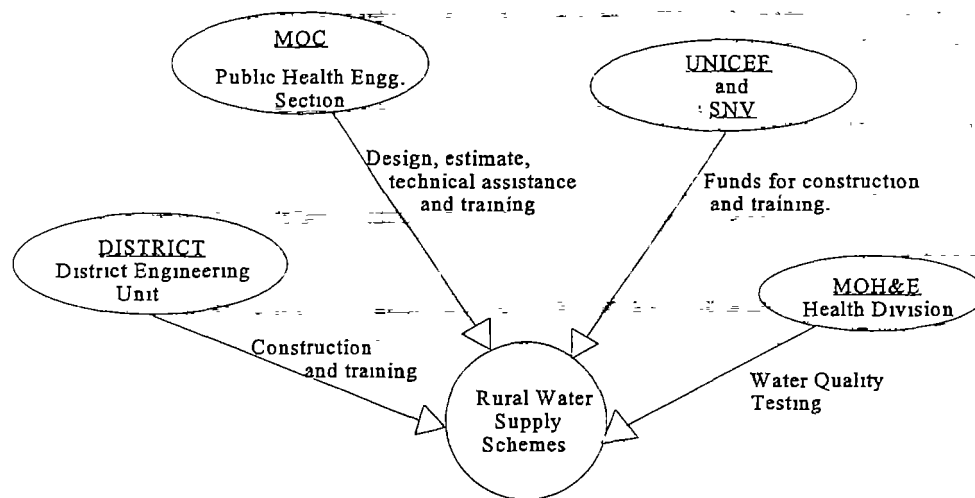 MOC
Public Health Engg.
Section
UNICEF
and
SNV
Design, estimate,
technical assistance
and training
Funds for construction
and training.
DISTRICT
District Engineering
Unit
MOH&E
Health Division
Construction
and training
Water Quality
Testing
Rural Water
Supply
Schemes